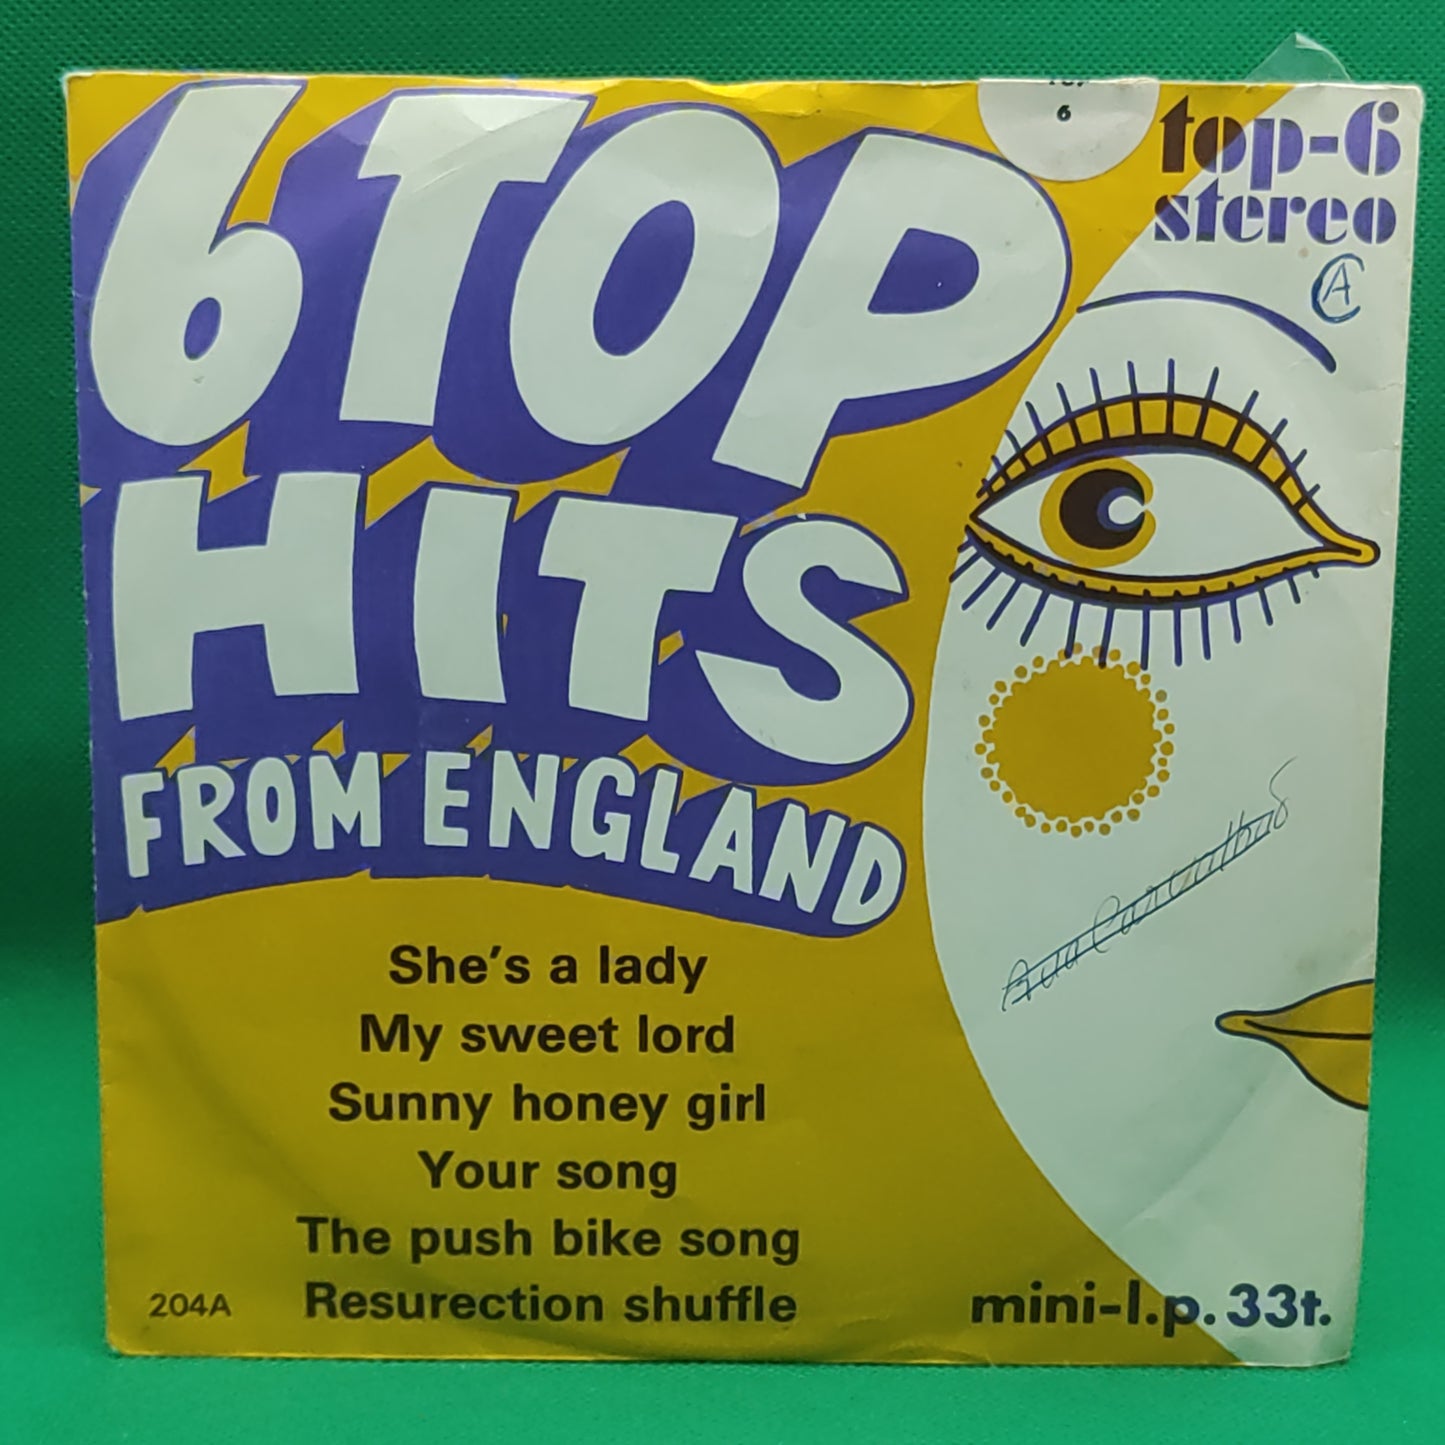 6 TOP
HITS
FROM ENGLAND
6
top-6
stereo
A
She's a lady
My sweet lord
Sunny honey girl
Your song
The push bike song
Resurection shuffle
204A
mini-l.p. 33t.